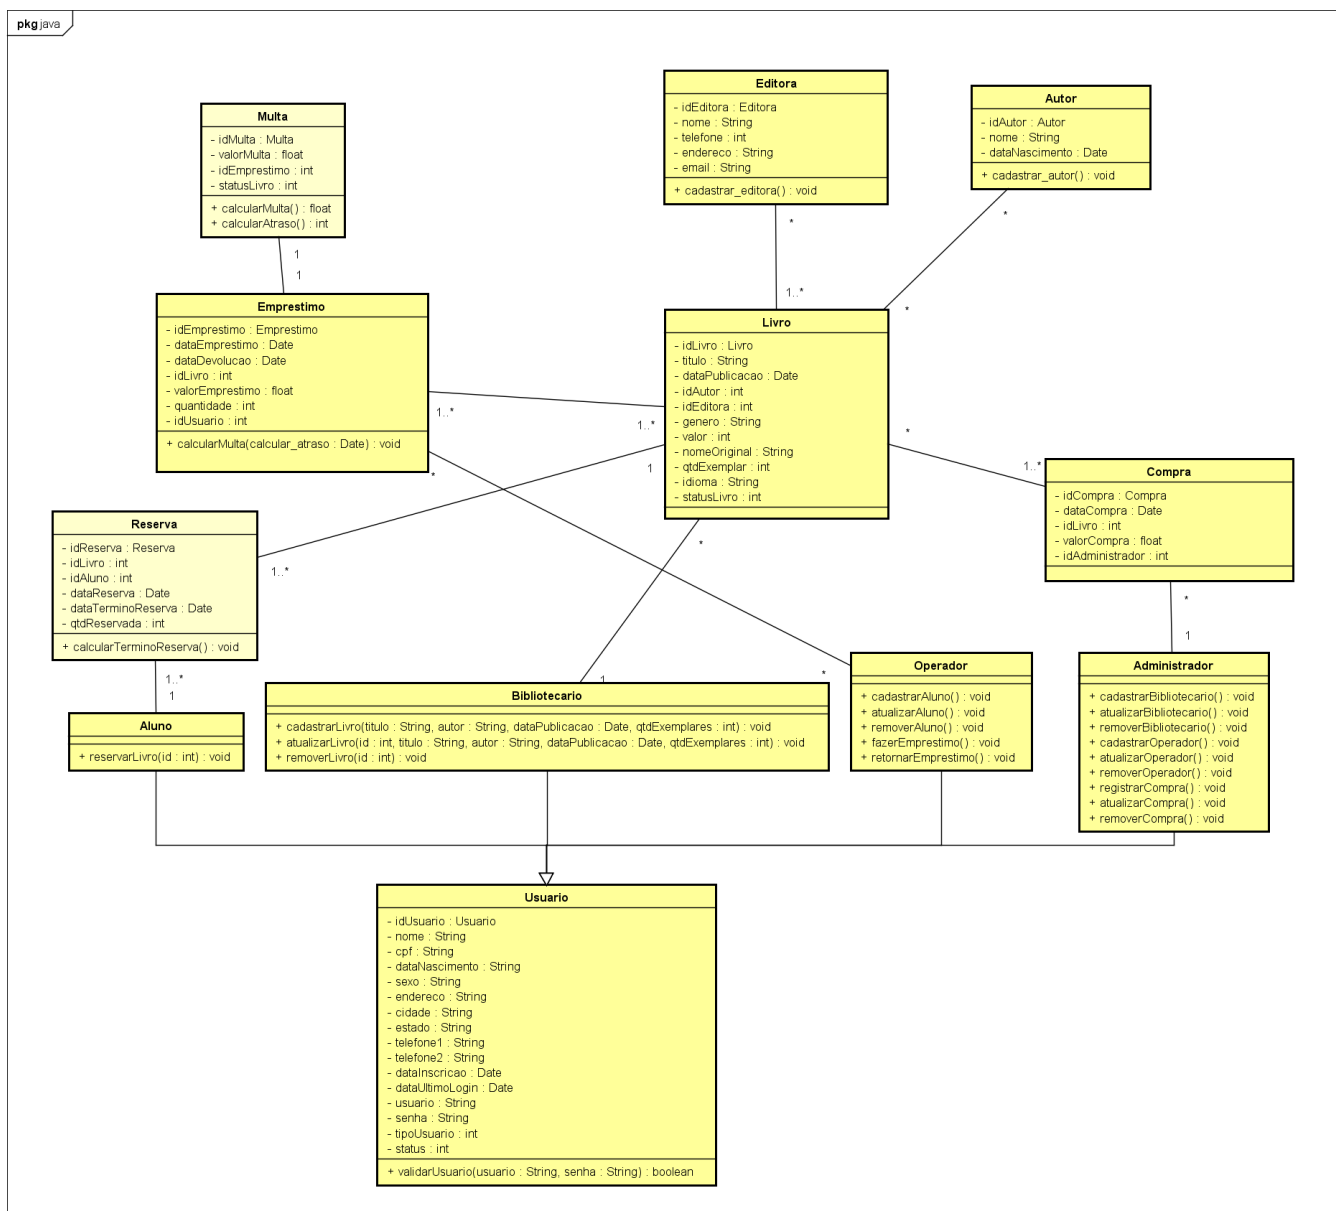 pkg java
Multa
- idMulta : Multa
- valorMulta : float
- idEmprestimo : int
- statusLivro : int
+ calcularMulta() : float
+ calcularAtraso() : int
Editora
- idEditora : Editora
- nome : String
- telefone : int
- endereco : String
- email : String
+ cadastrar_editora() : void
Autor
- idAutor : Autor
- nome : String
- dataNascimento : Date
+ cadastrar_autor() : void
1
1
*
1..*
*
*
Emprestimo
- idEmprestimo : Emprestimo
- dataEmprestimo : Date
- dataDevolucao : Date
- idLivro : int
- valorEmprestimo : float
- quantidade : int
- idUsuario : int
+ calcularMulta(calcular_atraso : Date) : void
Livro
- idLivro : Livro
- titulo : String
- dataPublicacao : Date
- idAutor : int
- idEditora : int
- genero : String
- valor : int
- nomeOriginal : String
- qtdExemplar : int
- idioma : String
- statusLivro : int
1..*
1..*
*
1
*
1..*
Compra
- idCompra : Compra
- dataCompra : Date
- idLivro : int
- valorCompra : float
- idAdministrador : int
Reserva
- idReserva : Reserva
- idLivro : int
- idAluno : int
- dataReserva : Date
- dataTerminoReserva : Date
- qtdReservada : int
+ calcularTerminoReserva() : void
1..*
*
*
1
1..*
1
1
*
Aluno
+ reservarLivro(id : int) : void
Bibliotecario
+ cadastrarLivro(titulo : String, autor : String, dataPublicacao : Date, qtdExemplares : int) : void
+ atualizarLivro(id : int, titulo : String, autor : String, dataPublicacao : Date, qtdExemplares : int) : void
+ removerLivro(id : int) : void
Operador
+ cadastrarAluno() : void
+ atualizarAluno() : void
+ removerAluno() : void
+ fazerEmprestimo() : void
+ retornarEmprestimo() : void
Administrador
+ cadastrarBibliotecario() : void
+ atualizarBibliotecario() : void
+ removerBibliotecario() : void
+ cadastrarOperador() : void
+ atualizarOperador() : void
+ removerOperador() : void
+ registrarCompra() : void
+ atualizarCompra() : void
+ removerCompra() : void
Usuario
- idUsuario : Usuario
- nome : String
- cpf : String
- dataNascimento : String
- sexo : String
- endereco : String
- cidade : String
- estado : String
- telefone1 : String
- telefone2 : String
- dataInscricao : Date
- dataUltimoLogin : Date
- usuario : String
- senha : String
- tipoUsuario : int
- status : int
+ validarUsuario(usuario : String, senha : String) : boolean